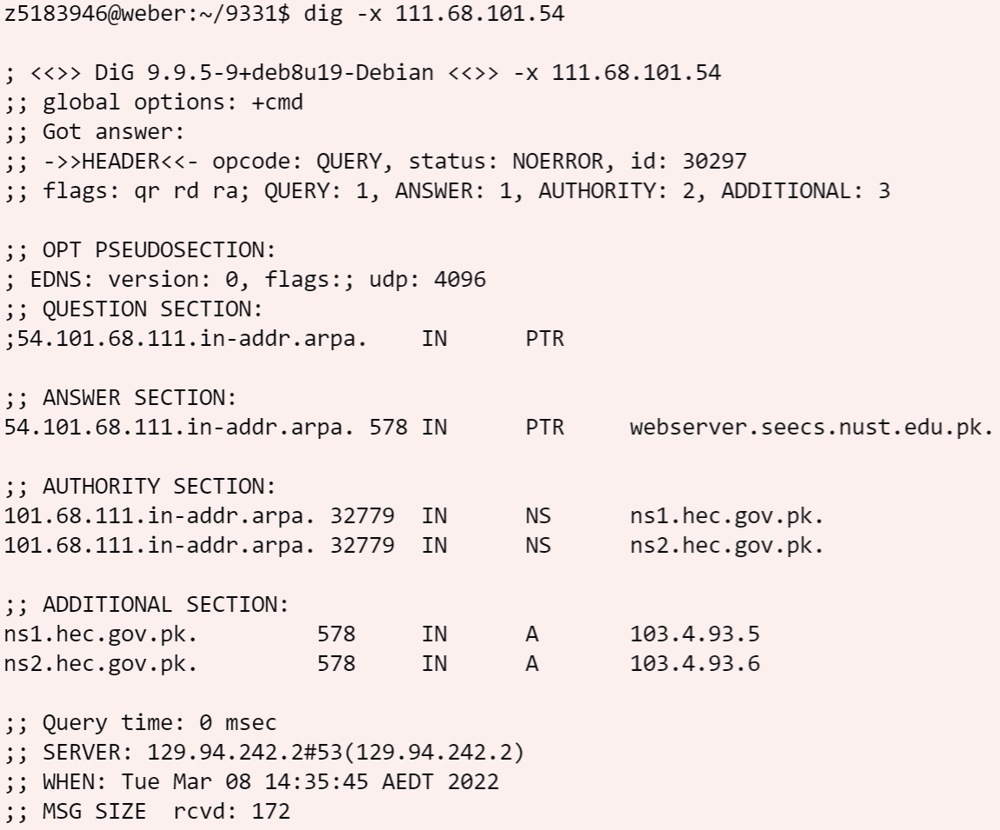 z5183946@weber:~/9331$ dig -x 111.68.101.54

; <<>> DiG 9.9.5-9+deb8u19-Debian <<>> -x 111.68.101.54
;; global options: +cmd
;; Got answer:
;; ->>HEADER<<- opcode: QUERY, status: NOERROR, id: 30297
;; flags: qr rd ra; QUERY: 1, ANSWER: 1, AUTHORITY: 2, ADDITIONAL: 3

;; OPT PSEUDOSECTION:
; EDNS: version: 0, flags:; udp: 4096
;; QUESTION SECTION:
;54.101.68.111.in-addr.arpa.    IN      PTR

;; ANSWER SECTION:
54.101.68.111.in-addr.arpa. 578 IN      PTR     webserver.seecs.nust.edu.pk.

;; AUTHORITY SECTION:
101.68.111.in-addr.arpa. 32779  IN      NS      ns1.hec.gov.pk.
101.68.111.in-addr.arpa. 32779  IN      NS      ns2.hec.gov.pk.

;; ADDITIONAL SECTION:
ns1.hec.gov.pk.         578     IN      A       103.4.93.5
ns2.hec.gov.pk.         578     IN      A       103.4.93.6

;; Query time: 0 msec
;; SERVER: 129.94.242.2#53(129.94.242.2)
;; WHEN: Tue Mar 08 14:35:45 AEDT 2022
;; MSG SIZE  rcvd: 172